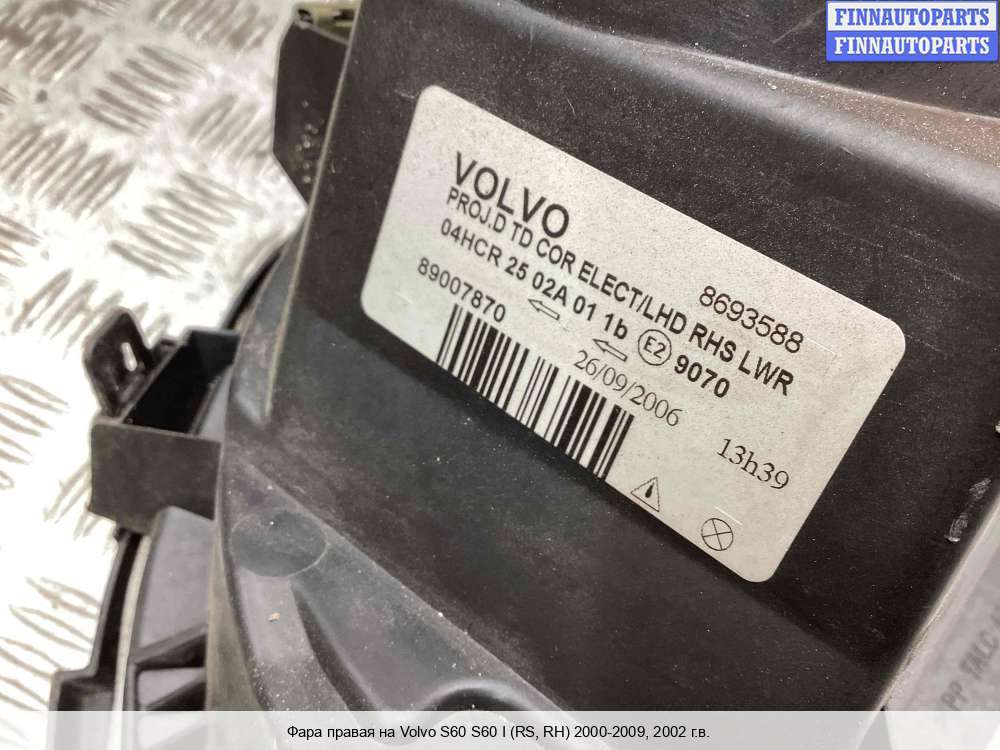 FINNAUTOPARTS
FINNAUTOPARTS
VOLVO
8693588
PROJ.D TD COR ELECT/LHD RHS LWR
04HCR 25 02A 01 1b E2 9070
89007870
26/09/2006
13h39
PP
Фара правая на Volvo S60 S60 I (RS, RH) 2000-2009, 2002 г.в.